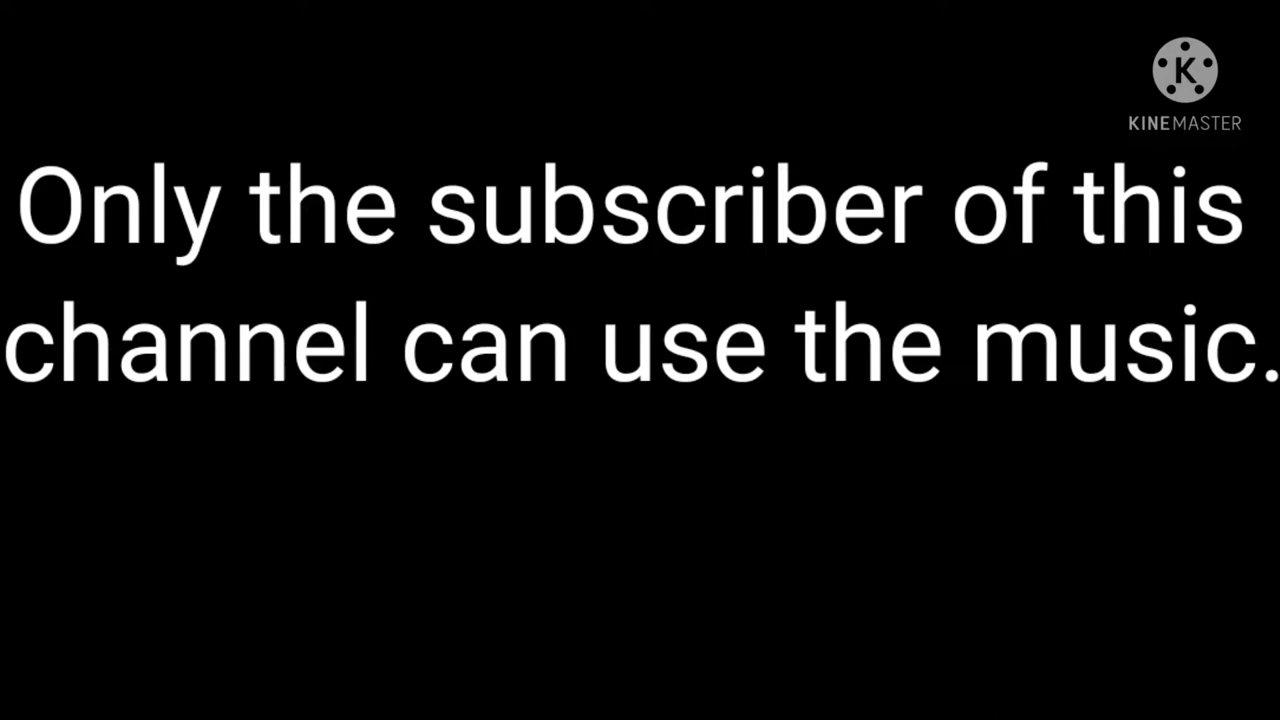 K
KINEMASTER
Only the subscriber of this
channel can use the music.